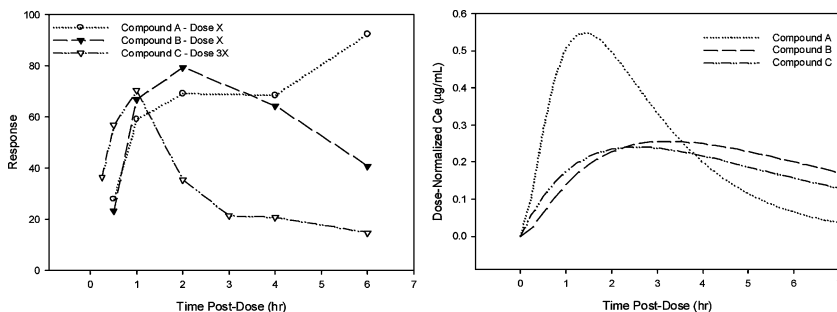 100
80
60
40
20
0
Response
Compound A - Dose X
Compound B - Dose X
Compound C - Dose 3X
0 1 2 3 4 5 6 7
Time Post-Dose (hr)
0.6
0.5
0.4
0.3
0.2
0.1
0.0
Dose-Normalized Ce (µg/mL)
Compound A
Compound B
Compound C
0 1 2 3 4 5 6
Time Post-Dose (hr)